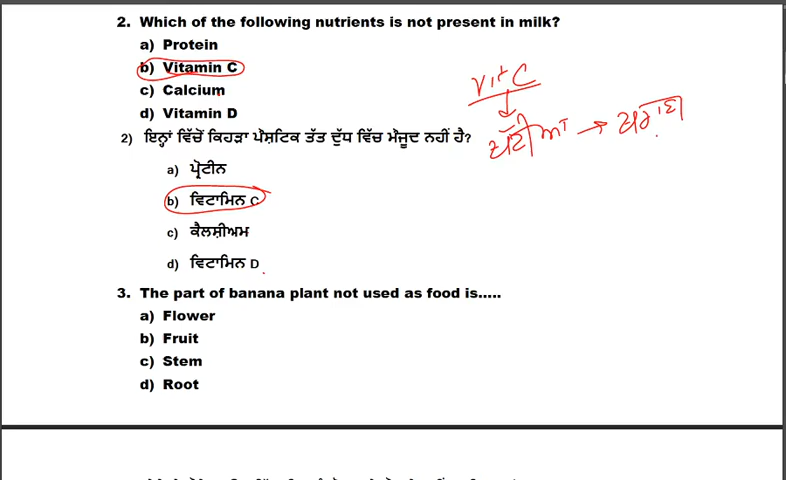 2. Which of the following nutrients is not present in milk?
a) Protein
b) Vitamin C
c) Calcium
d) Vitamin D
2) ਇਨ੍ਹਾਂ ਵਿੱਚੋਂ ਕਿਹੜਾ ਪੌਸ਼ਟਿਕ ਤੱਤ ਦੁੱਧ ਵਿੱਚ ਮੌਜੂਦ ਨਹੀਂ ਹੈ?
a) ਪ੍ਰੋਟੀਨ
b) ਵਿਟਾਮਿਨ C
c) ਕੈਲਸ਼ੀਅਮ
d) ਵਿਟਾਮਿਨ D
Vit C
3. The part of banana plant not used as food is.....
a) Flower
b) Fruit
c) Stem
d) Root